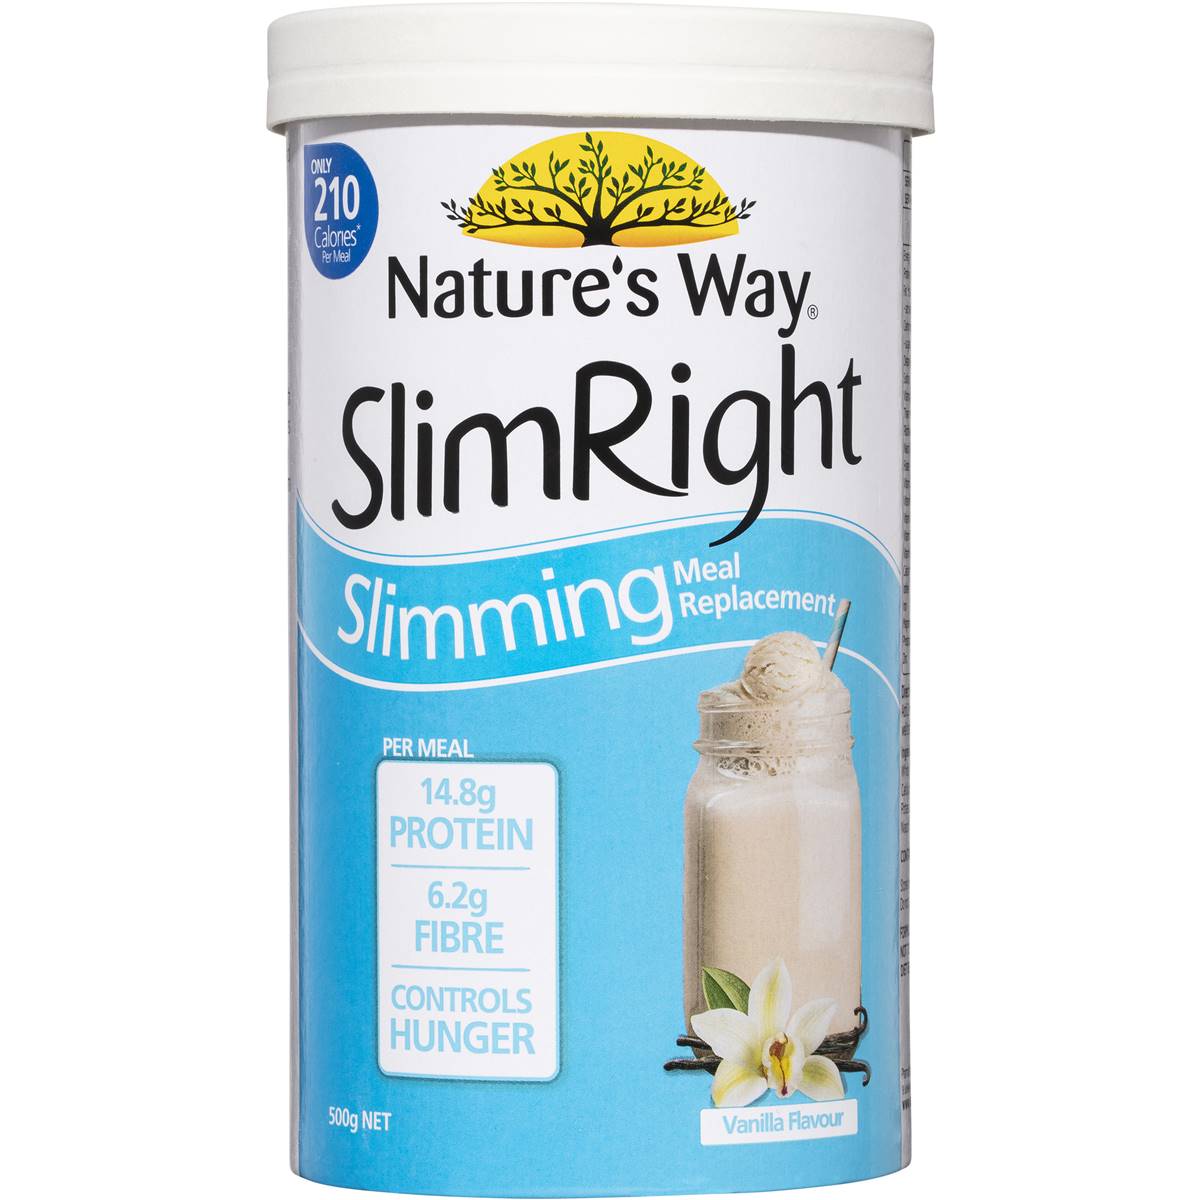 ONLY
210
Calories*
Per Meal
Nature's Way®
SlimRight
Slimming
Meal
Replacement
PER MEAL
14.8g
PROTEIN
6.2g
FIBRE
CONTROLS
HUNGER
500g NET
Vanilla Flavour